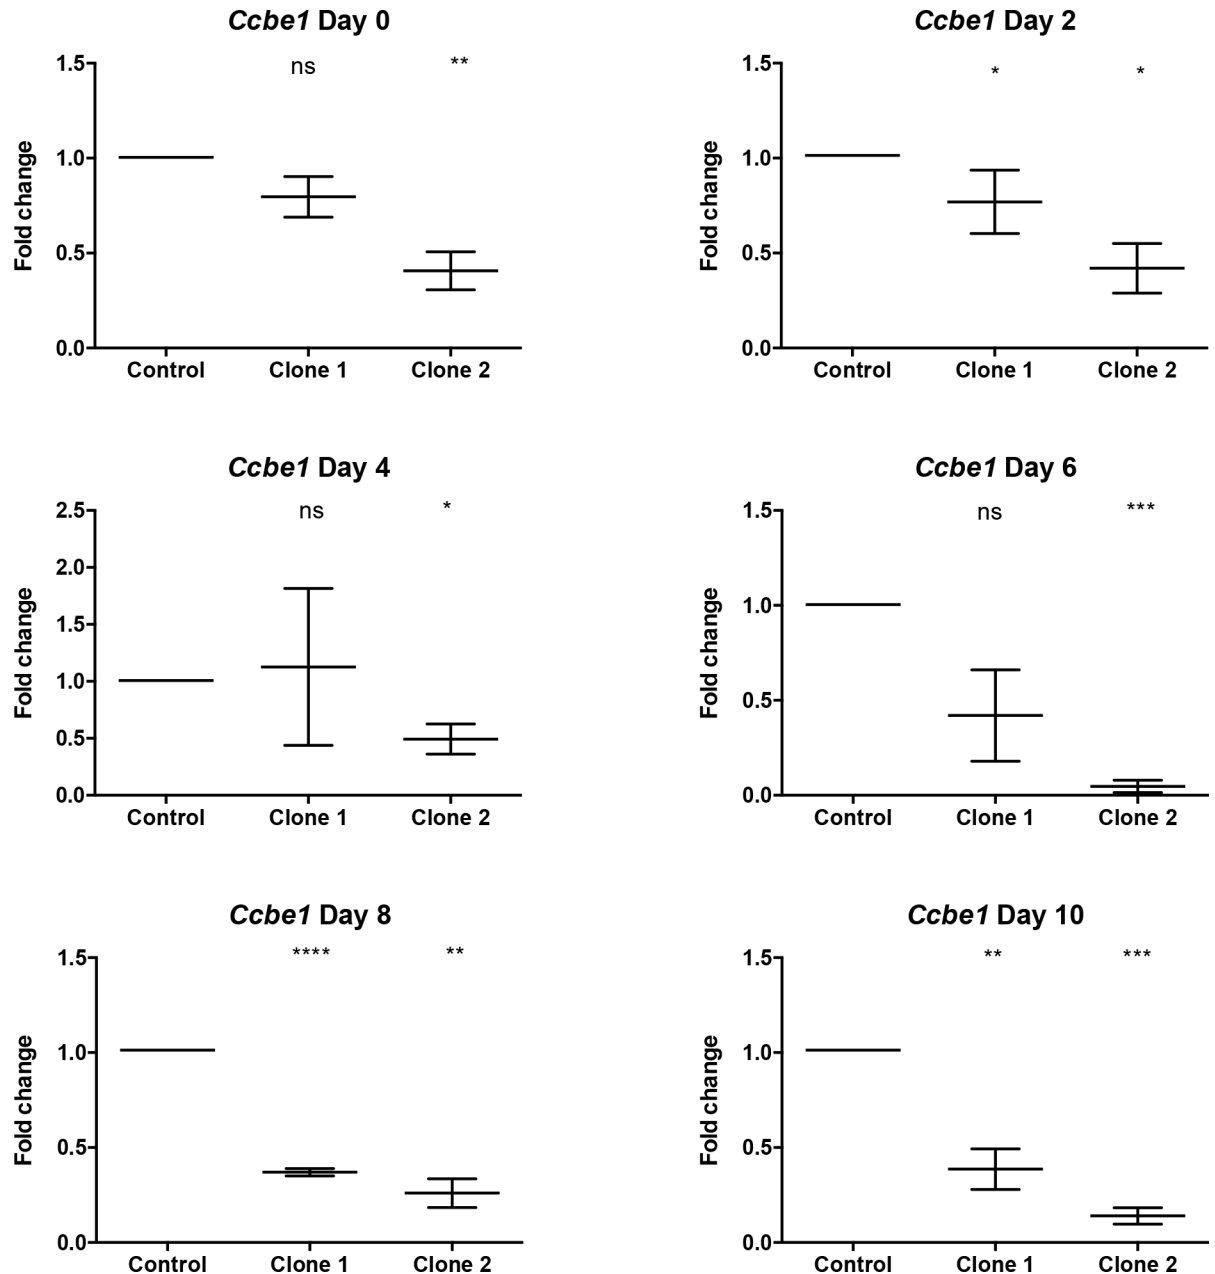 Ccbe1 Day 0
ns **
1.5
1.0
0.5
0.0
Fold change
Control Clone 1 Clone 2
Ccbe1 Day 2
* *
1.5
1.0
0.5
0.0
Fold change
Control Clone 1 Clone 2
Ccbe1 Day 4
ns *
2.5
2.0
1.5
1.0
0.5
0.0
Fold change
Control Clone 1 Clone 2
Ccbe1 Day 6
ns ***
1.5
1.0
0.5
0.0
Fold change
Control Clone 1 Clone 2
Ccbe1 Day 8
**** **
1.5
1.0
0.5
0.0
Fold change
Control Clone 1 Clone 2
Ccbe1 Day 10
** ***
1.5
1.0
0.5
0.0
Fold change
Control Clone 1 Clone 2